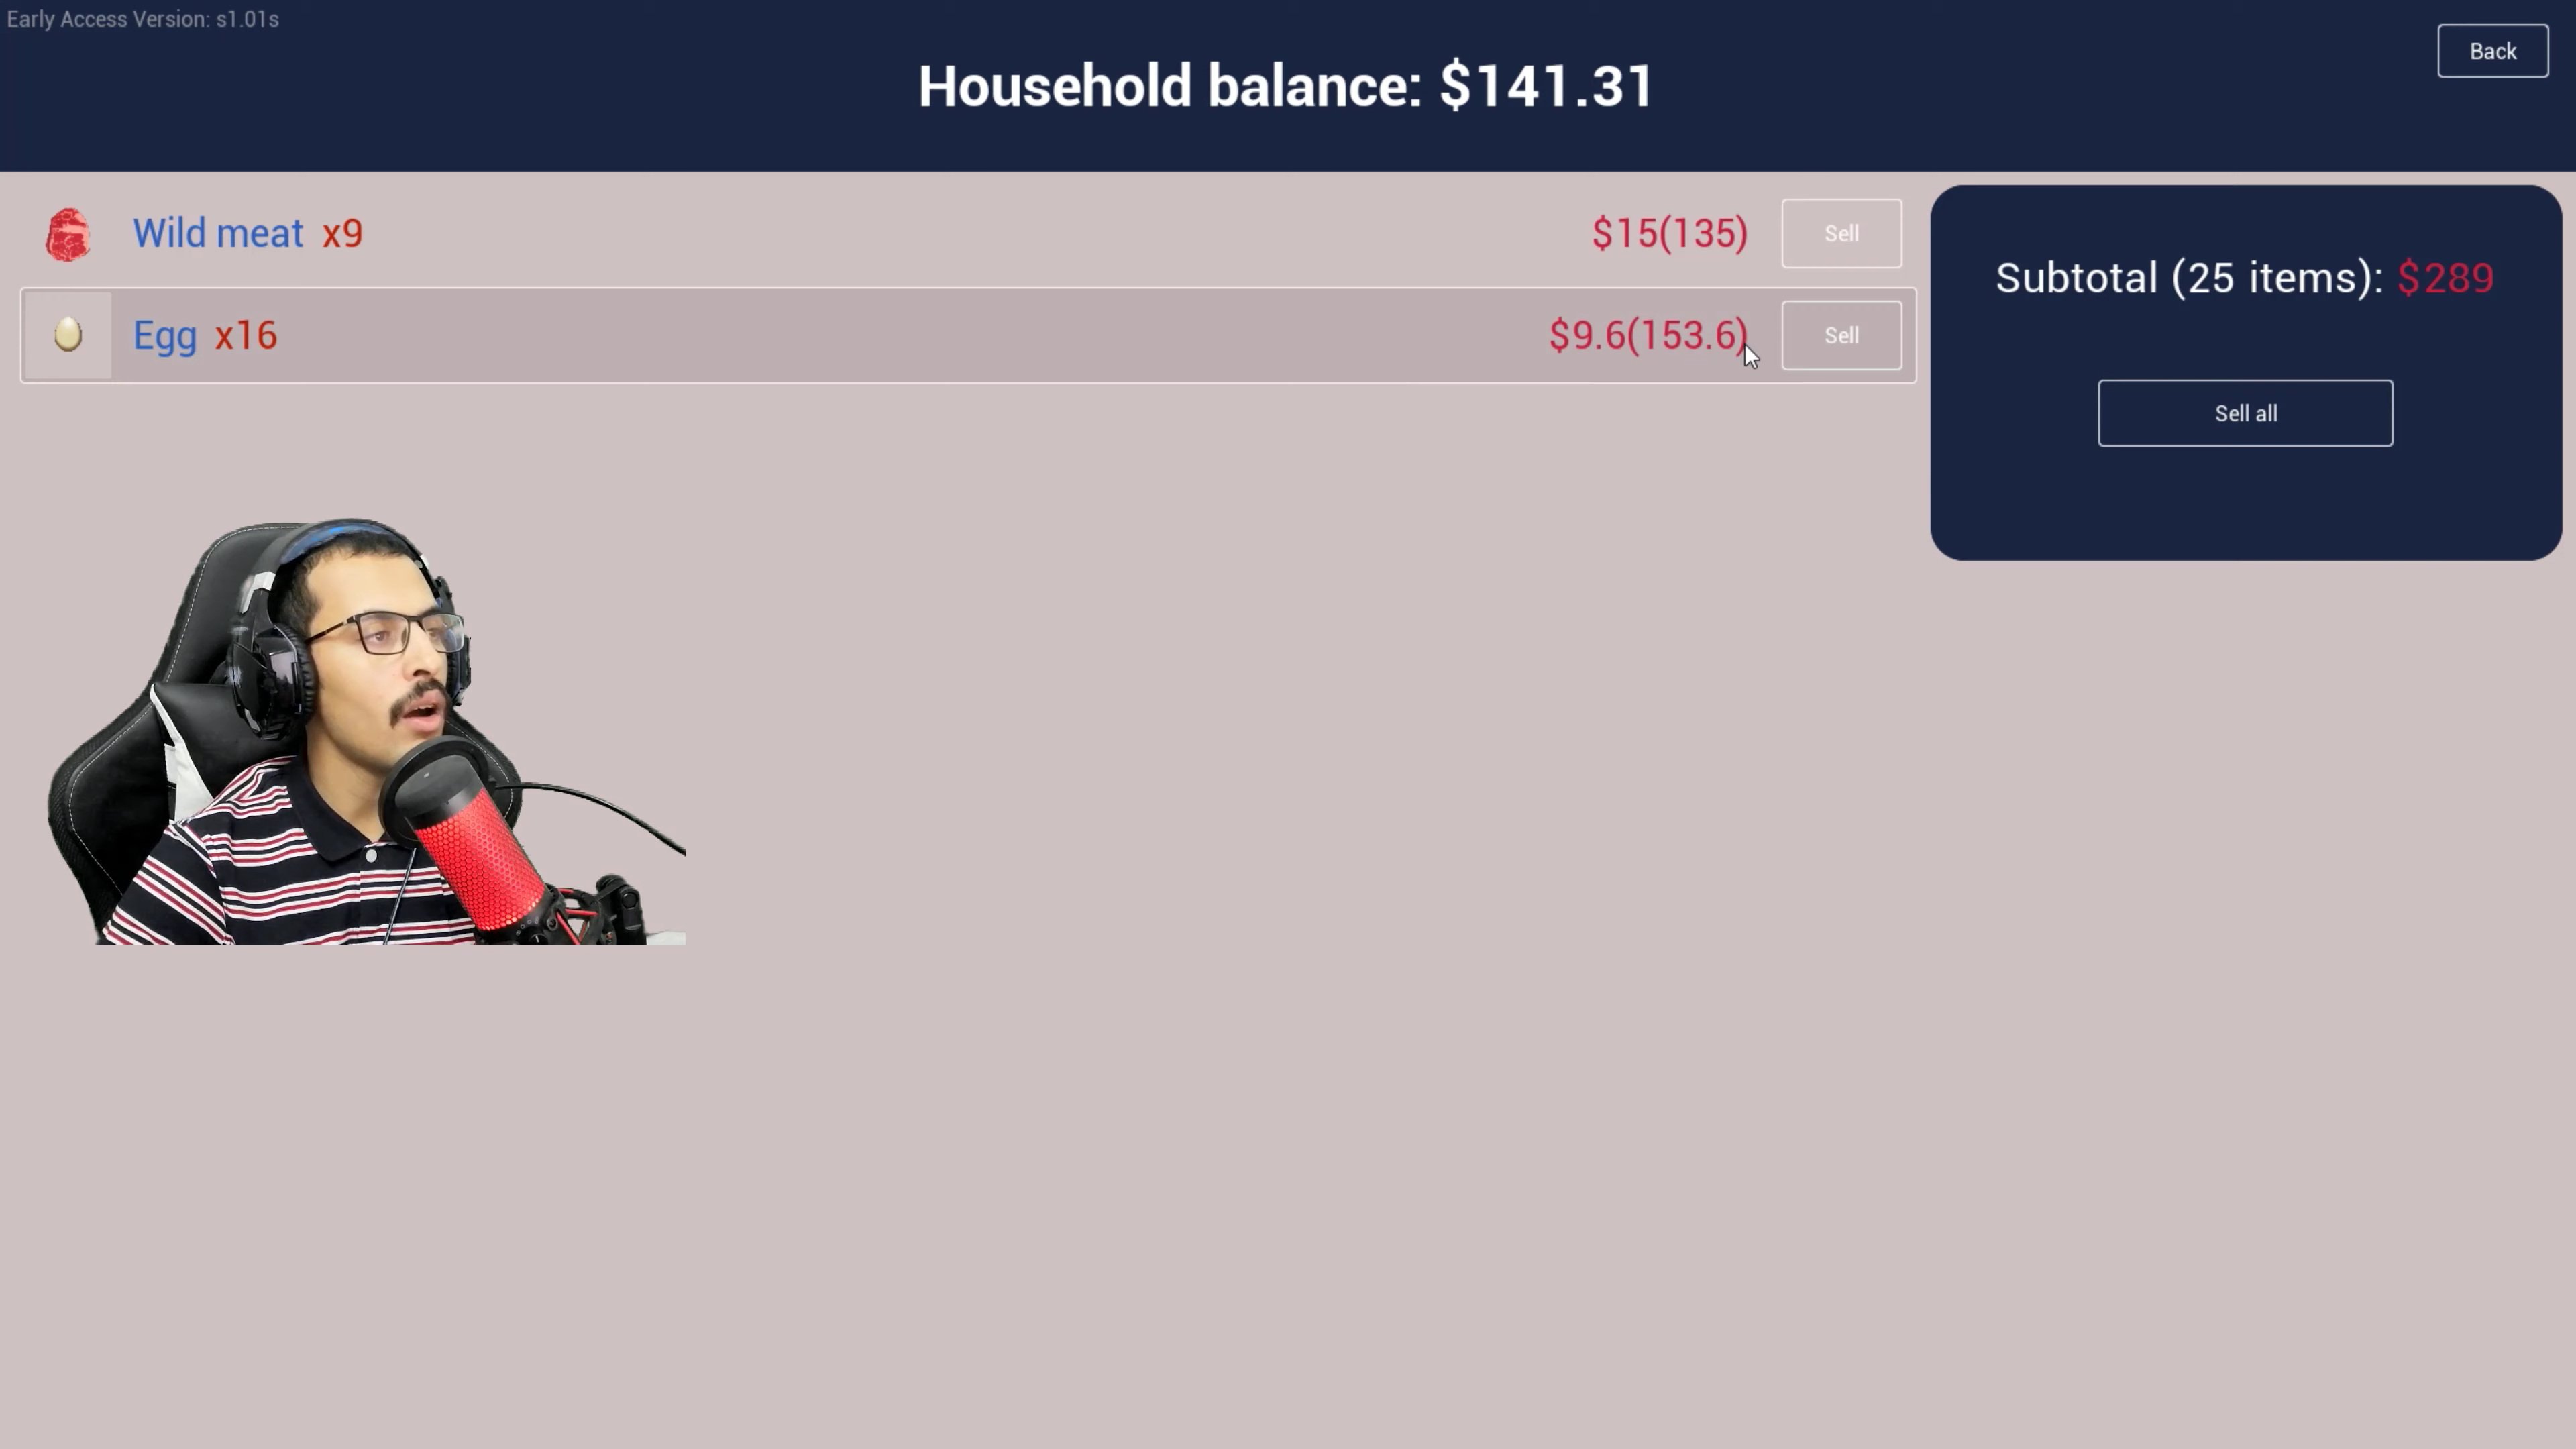 Early Access Version: s1.01s
Back
Household balance: $141.31
Wild meat x9 $15(135) Sell
Egg x16 $9.6(153.6) Sell
Subtotal (25 items): $289
Sell all